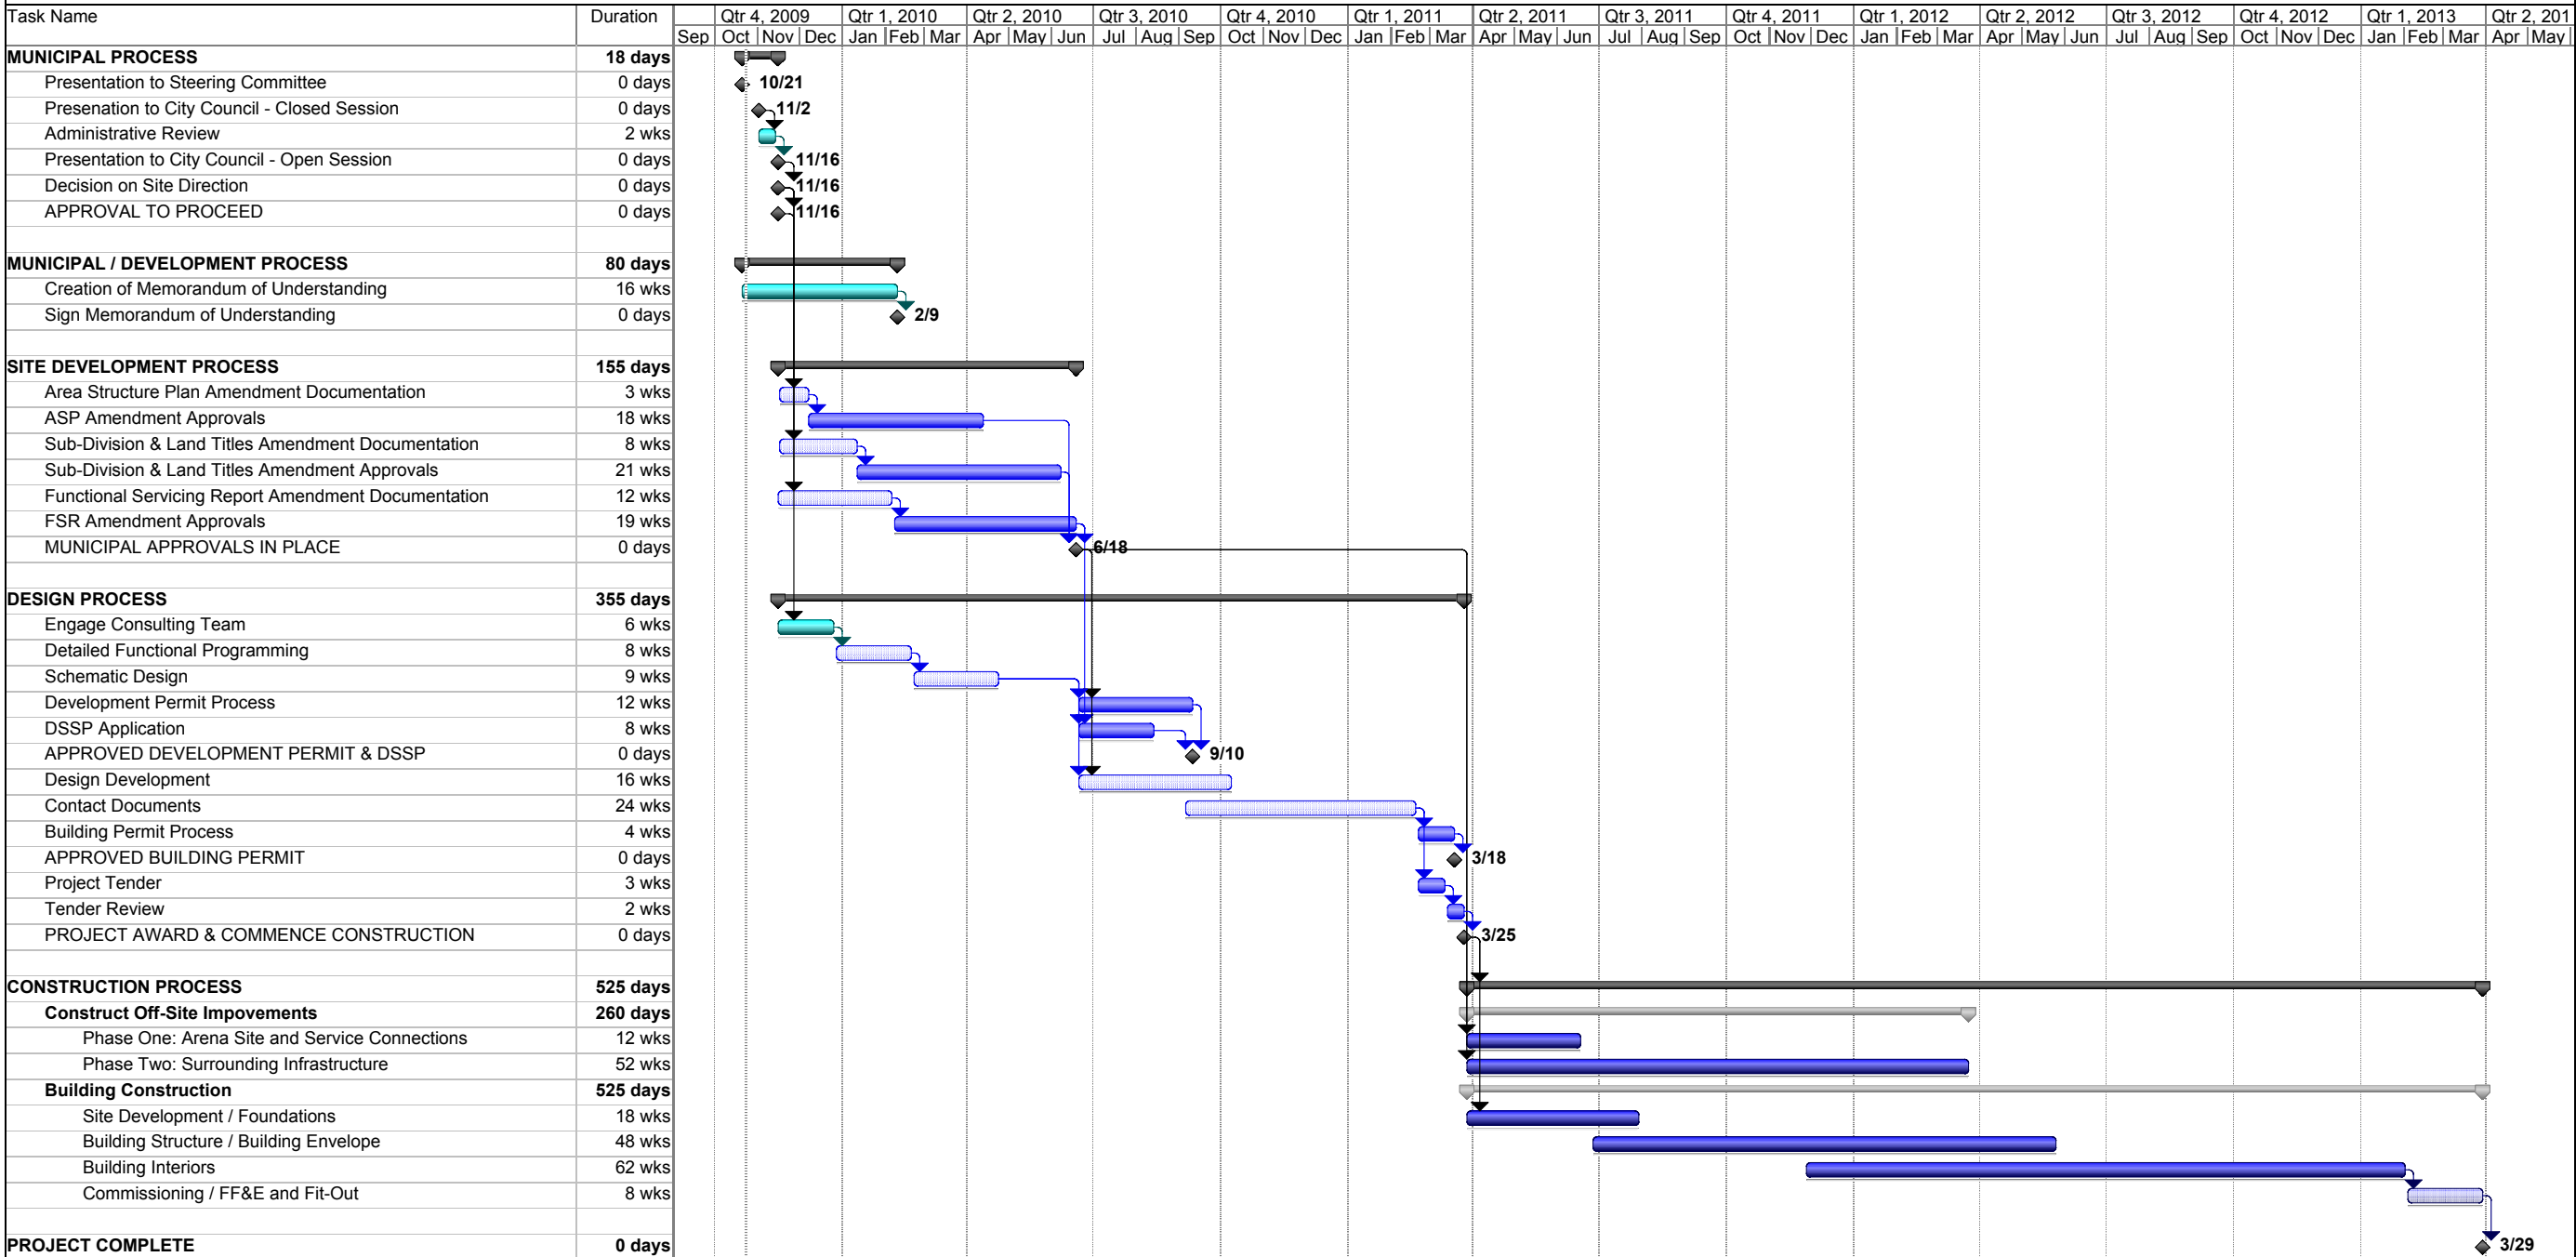 Task Name Duration Qtr 4, 2009 Qtr 1, 2010 Qtr 2, 2010 Qtr 3, 2010 Qtr 4, 2010 Qtr 1, 2011 Qtr 2, 2011 Qtr 3, 2011 Qtr 4, 2011 Qtr 1, 2012 Qtr 2, 2012 Qtr 3, 2012 Qtr 4, 2012 Qtr 1, 2013 Qtr 2, 201
Sep Oct Nov Dec Jan Feb Mar Apr May Jun Jul Aug Sep Oct Nov Dec Jan Feb Mar Apr May Jun Jul Aug Sep Oct Nov Dec Jan Feb Mar Apr May Jun Jul Aug Sep Oct Nov Dec Jan Feb Mar Apr May
MUNICIPAL PROCESS 18 days
Presentation to Steering Committee 0 days 10/21
Presenation to City Council - Closed Session 0 days 11/2
Administrative Review 2 wks
Presentation to City Council - Open Session 0 days 11/16
Decision on Site Direction 0 days 11/16
APPROVAL TO PROCEED 0 days 11/16
MUNICIPAL / DEVELOPMENT PROCESS 80 days
Creation of Memorandum of Understanding 16 wks
Sign Memorandum of Understanding 0 days 2/9
SITE DEVELOPMENT PROCESS 155 days
Area Structure Plan Amendment Documentation 3 wks
ASP Amendment Approvals 18 wks
Sub-Division & Land Titles Amendment Documentation 8 wks
Sub-Division & Land Titles Amendment Approvals 21 wks
Functional Servicing Report Amendment Documentation 12 wks
FSR Amendment Approvals 19 wks
MUNICIPAL APPROVALS IN PLACE 0 days 6/18
DESIGN PROCESS 355 days
Engage Consulting Team 6 wks
Detailed Functional Programming 8 wks
Schematic Design 9 wks
Development Permit Process 12 wks
DSSP Application 8 wks
APPROVED DEVELOPMENT PERMIT & DSSP 0 days 9/10
Design Development 16 wks
Contact Documents 24 wks
Building Permit Process 4 wks
APPROVED BUILDING PERMIT 0 days 3/18
Project Tender 3 wks
Tender Review 2 wks
PROJECT AWARD & COMMENCE CONSTRUCTION 0 days 3/25
CONSTRUCTION PROCESS 525 days
Construct Off-Site Impovements 260 days
Phase One: Arena Site and Service Connections 12 wks
Phase Two: Surrounding Infrastructure 52 wks
Building Construction 525 days
Site Development / Foundations 18 wks
Building Structure / Building Envelope 48 wks
Building Interiors 62 wks
Commissioning / FF&E and Fit-Out 8 wks
PROJECT COMPLETE 0 days 3/29